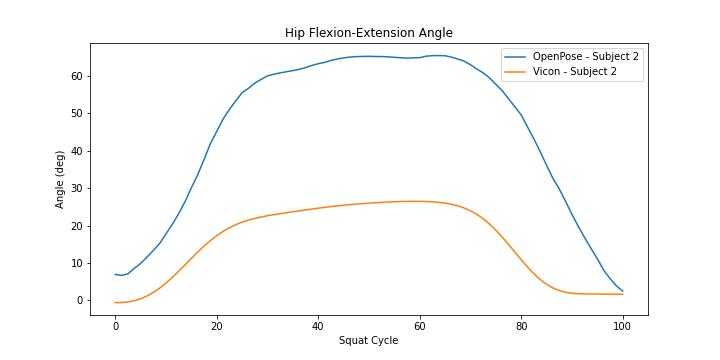 Hip Flexion-Extension Angle
OpenPose - Subject 2
Vicon - Subject 2
Angle (deg)
60
50
40
30
20
10
0
0 20 40 60 80 100
Squat Cycle